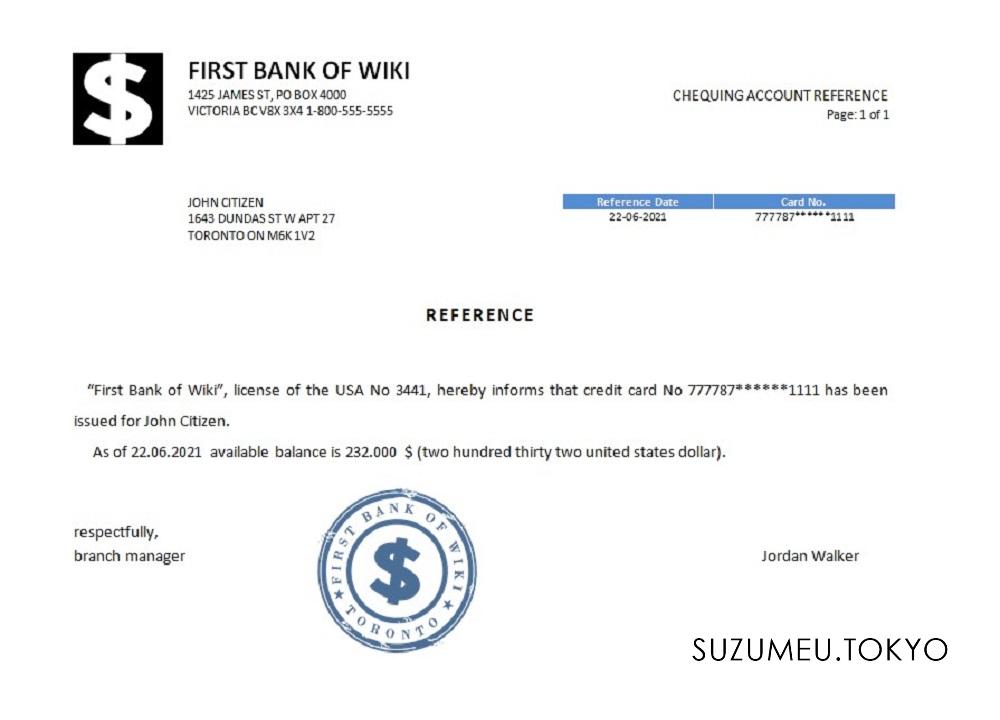 FIRST BANK OF WIKI
1425 JAMES ST, PO BOX 4000
VICTORIA BC V8X 3X4 1-800-555-5555
CHEQUING ACCOUNT REFERENCE
Page: 1 of 1
JOHN CITIZEN
1643 DUNDAS ST W APT 27
TORONTO ON M6K 1V2
Reference Date Card No.
22-06-2021 777787******1111
REFERENCE
“First Bank of Wiki”, license of the USA No 3441, hereby informs that credit card No 777787******1111 has been
issued for John Citizen.
As of 22.06.2021 available balance is 232.000 $ (two hundred thirty two united states dollar).
respectfully,
branch manager
FIRST BANK OF WIKI
TORONTO
Jordan Walker
SUZUMEU.TOKYO